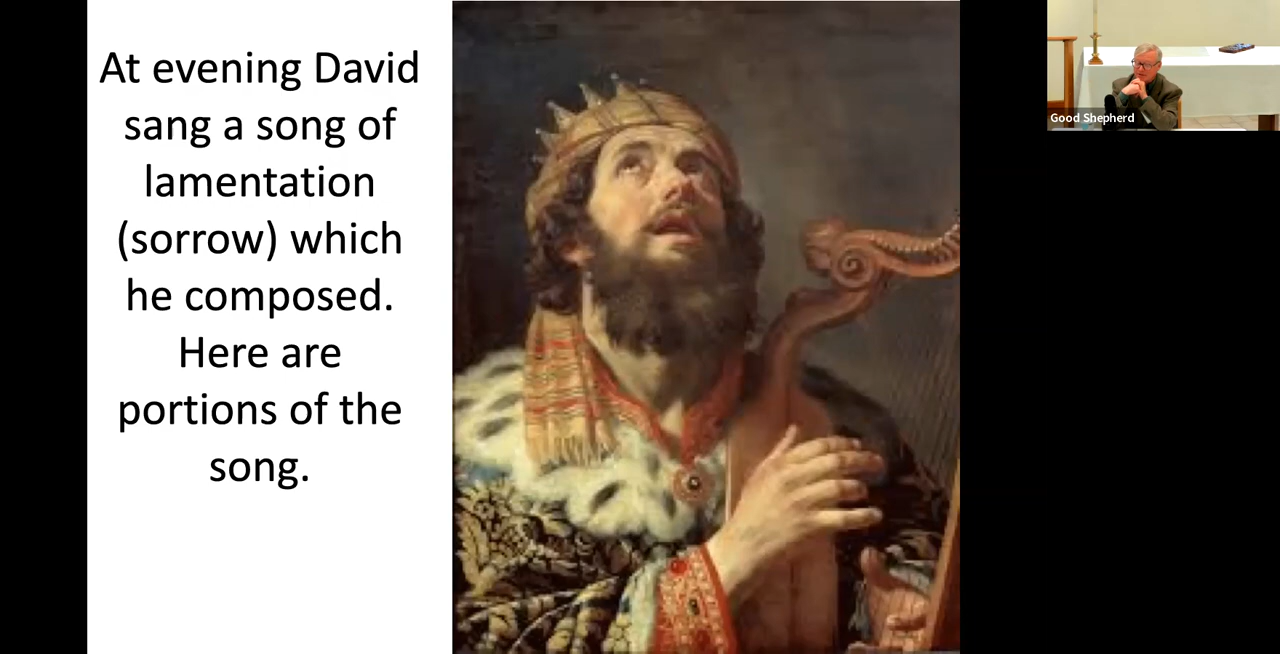 At evening David
sang a song of
lamentation
(sorrow) which
he composed.
Here are
portions of the
song.
Good Shepherd